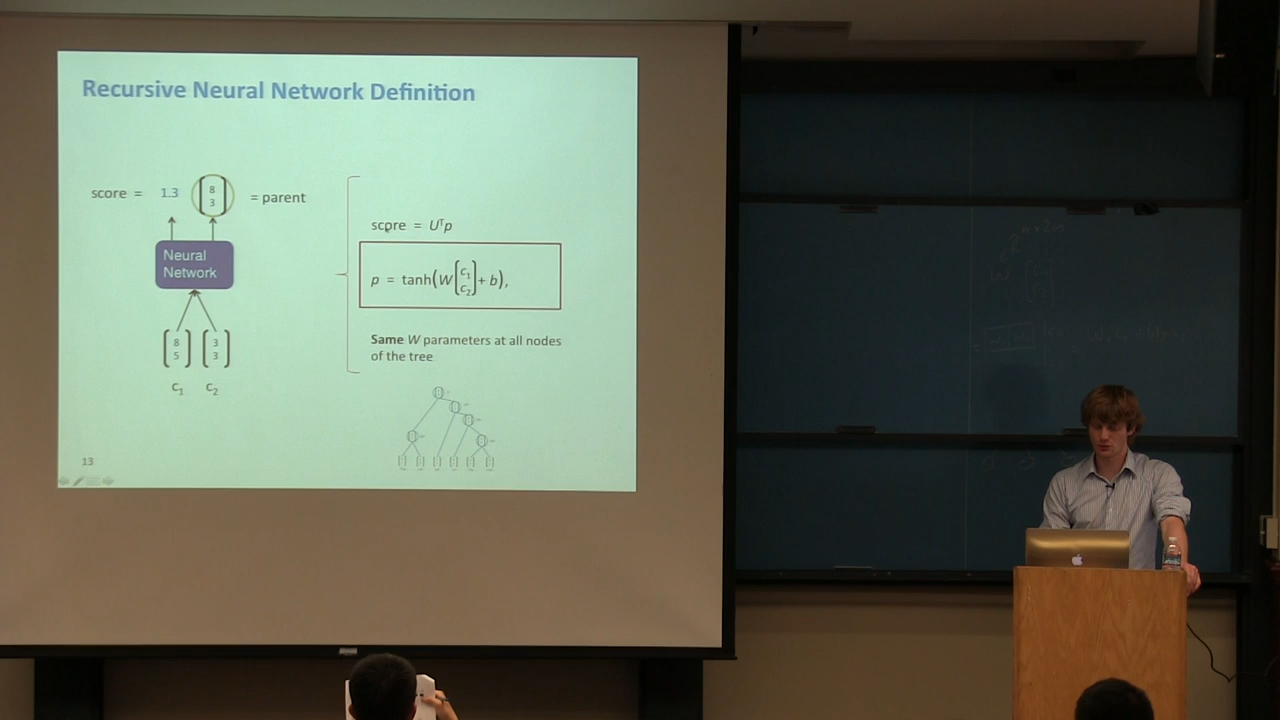 Recursive Neural Network Definition
score = 1.3 [8 3] = parent
Neural
Network
[8 5] [3 3]
c₁ c₂
score = Uᵀp
p = tanh(W[c₁ c₂] + b),
Same W parameters at all nodes
of the tree
13